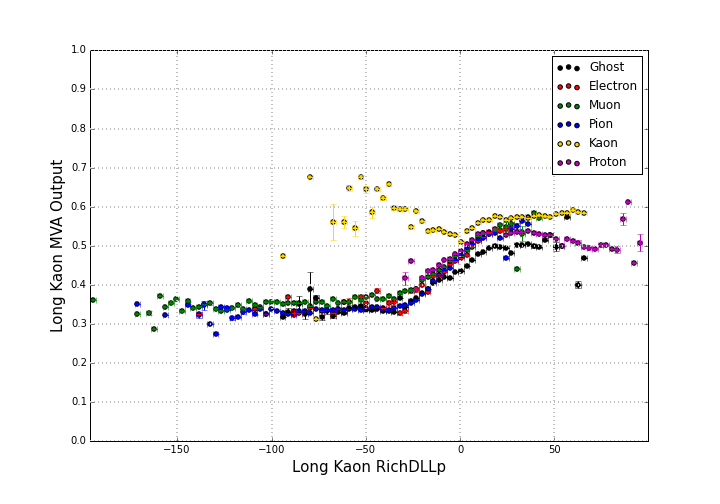 1.0
0.9
0.8
0.7
0.6
0.5
0.4
0.3
0.2
0.1
0.0
Long Kaon MVA Output
Ghost
Electron
Muon
Pion
Kaon
Proton
−150
−100
−50
0
50
Long Kaon RichDLLp